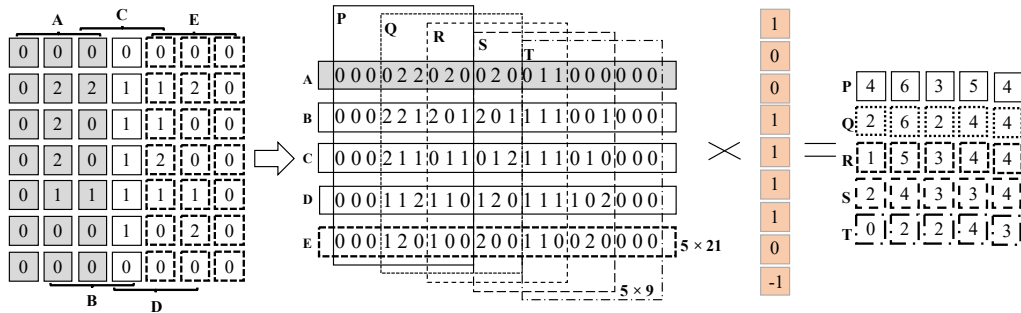 A C E
0 0 0 0 0 0 0
0 2 2 1 1 2 0
0 2 0 1 1 0 0
0 2 0 1 2 0 0
0 1 1 1 1 1 0
0 0 0 1 0 2 0
0 0 0 0 0 0 0
B D
P
Q
R
S
T
A 0 0 0 0 2 2 0 2 0 0 2 0 0 1 1 0 0 0 0 0 0
B 0 0 0 2 2 1 2 0 1 2 0 1 1 1 1 0 0 1 0 0 0
C 0 0 0 2 1 1 0 1 1 0 1 2 1 1 1 0 1 0 0 0 0
D 0 0 0 1 1 2 1 1 0 1 2 0 1 1 1 1 0 2 0 0 0
E 0 0 0 1 2 0 1 0 0 2 0 0 1 1 0 0 2 0 0 0 0
5 × 21
5 × 9
1
0
0
1
1
1
1
0
-1
P 4 6 3 5 4
Q 2 6 2 4 4
R 1 5 3 4 4
S 2 4 3 3 4
T 0 2 2 4 3